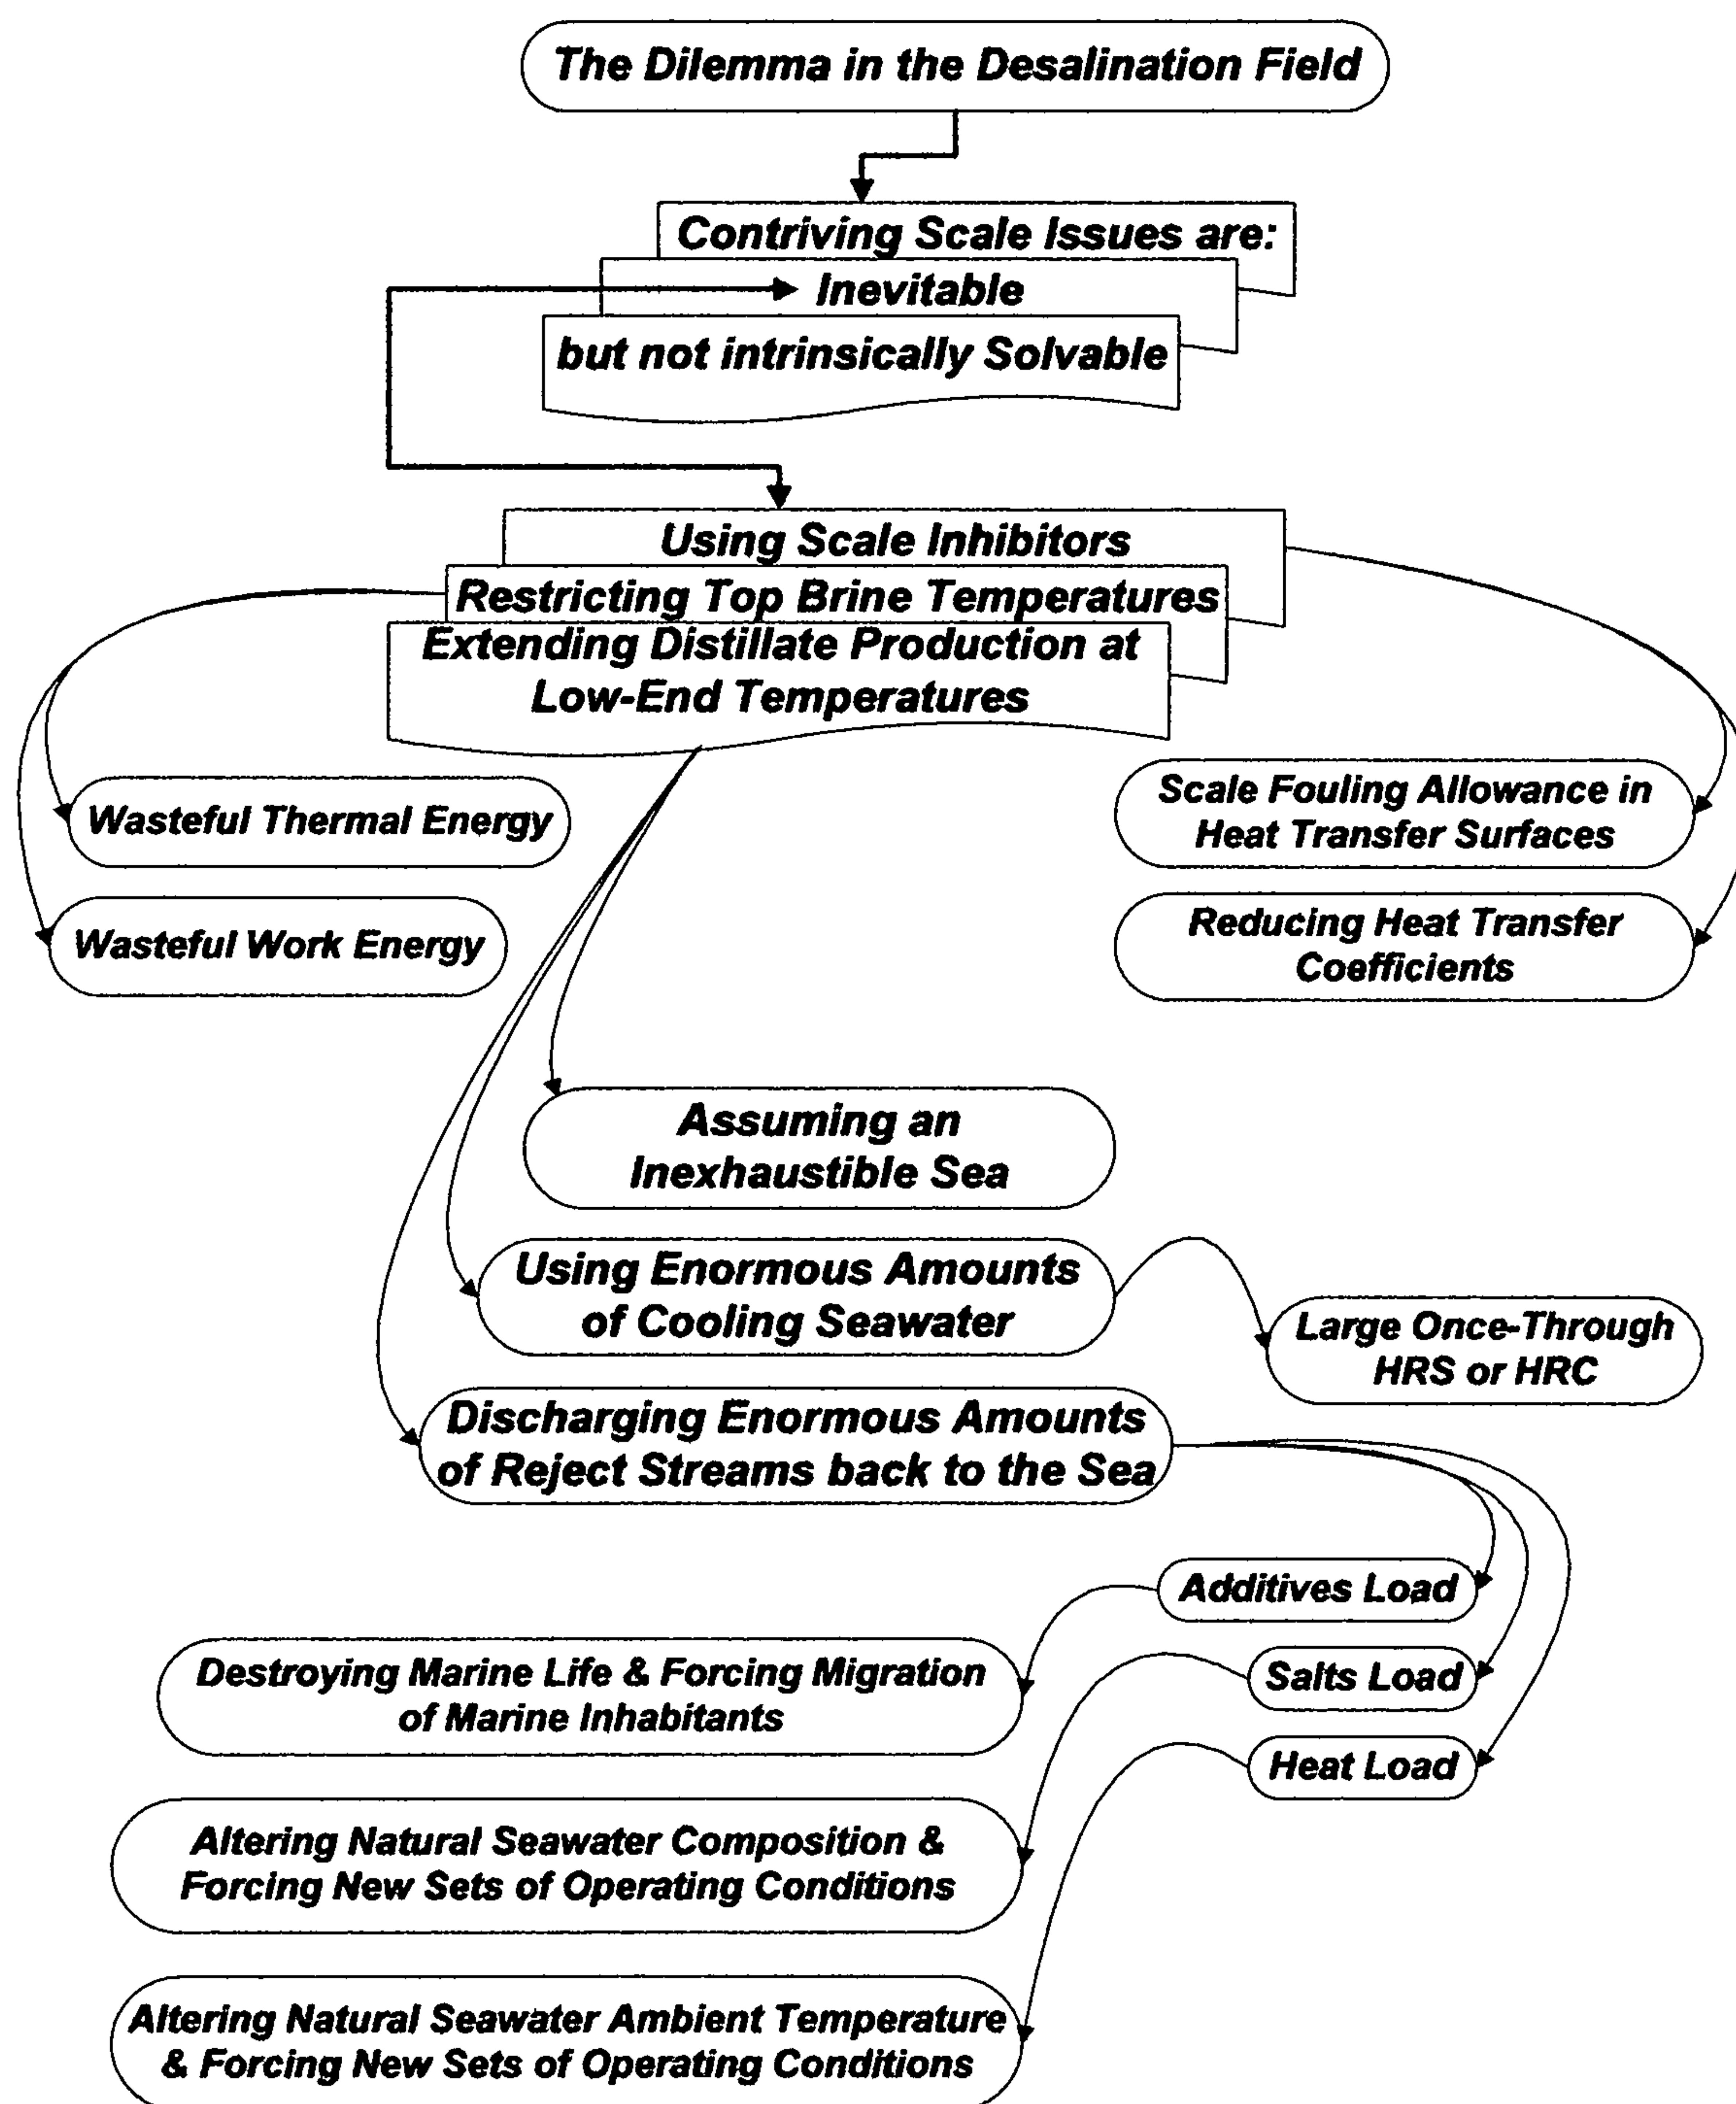 The Dilemma in the Desalination Field
Contriving Scale Issues are:
Inevitable
but not intrinsically Solvable
Using Scale Inhibitors
Restricting Top Brine Temperatures
Extending Distillate Production at
Low-End Temperatures
Wasteful Thermal Energy
Wasteful Work Energy
Scale Fouling Allowance in
Heat Transfer Surfaces
Reducing Heat Transfer
Coefficients
Assuming an
Inexhaustible Sea
Using Enormous Amounts
of Cooling Seawater
Large Once-Through
HRS or HRC
Discharging Enormous Amounts
of Reject Streams back to the Sea
Additives Load
Salts Load
Heat Load
Destroying Marine Life & Forcing Migration
of Marine Inhabitants
Altering Natural Seawater Composition &
Forcing New Sets of Operating Conditions
Altering Natural Seawater Ambient Temperature
& Forcing New Sets of Operating Conditions